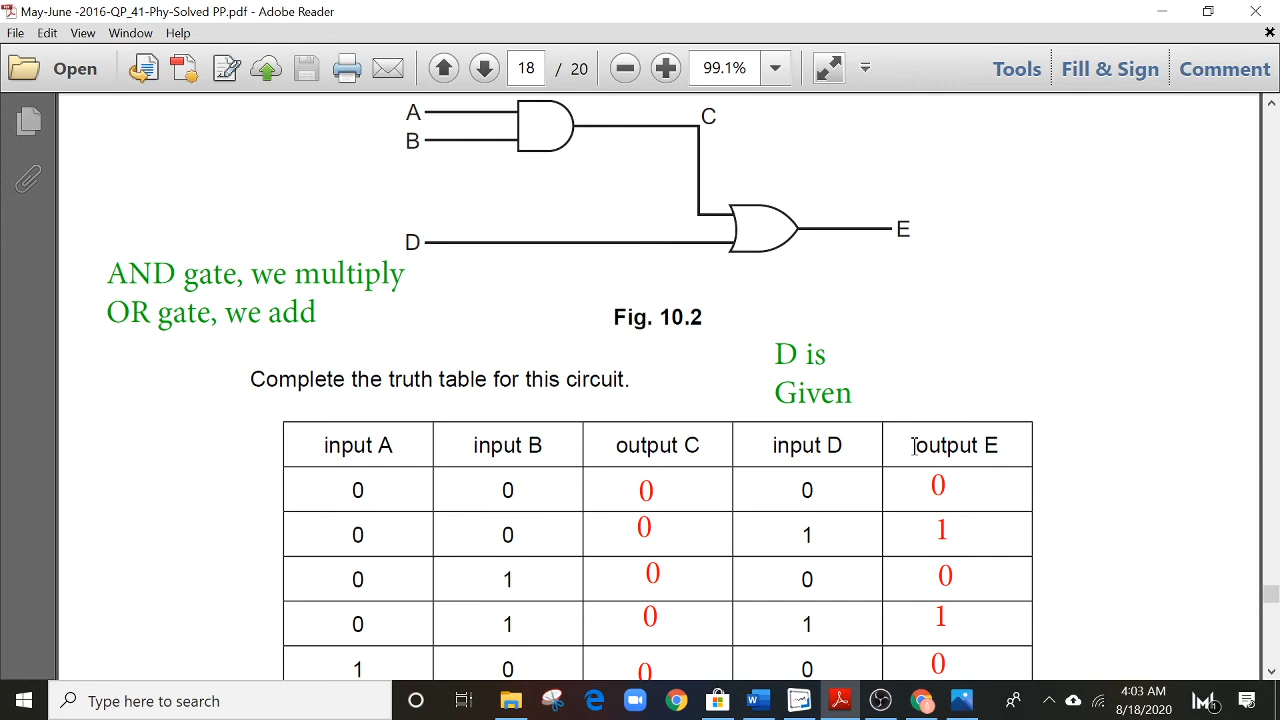 May-June -2016-QP_41-Phy-Solved PP.pdf - Adobe Reader
File Edit View Window Help
Open 18 / 20 99.1% Tools Fill & Sign Comment
A
B
C
D
E
AND gate, we multiply
OR gate, we add
Fig. 10.2
D is
Given
Complete the truth table for this circuit.
input A input B output C input D output E
0 0 0 0 0
0 0 0 1 1
0 1 0 0 0
0 1 0 1 1
1 0 0 0 0
Type here to search
4:03 AM
8/18/2020